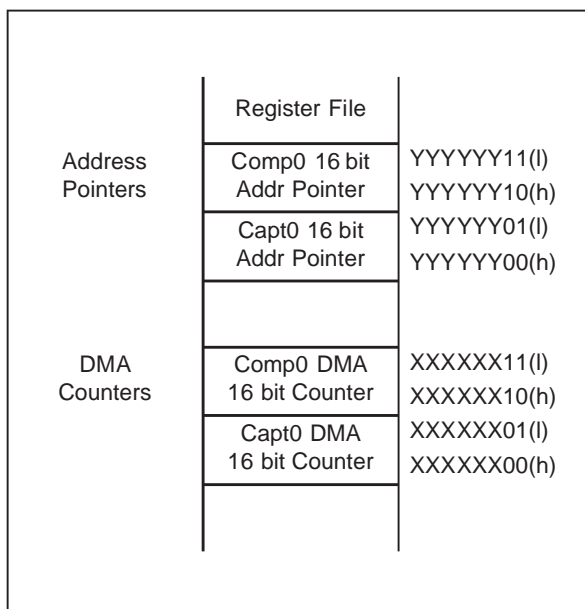 Register File
Address
Pointers
Comp0 16 bit
Addr Pointer
YYYYYY11(l)
YYYYYY10(h)
Capt0 16 bit
Addr Pointer
YYYYYY01(l)
YYYYYY00(h)
DMA
Counters
Comp0 DMA
16 bit Counter
XXXXXX11(l)
XXXXXX10(h)
Capt0 DMA
16 bit Counter
XXXXXX01(l)
XXXXXX00(h)